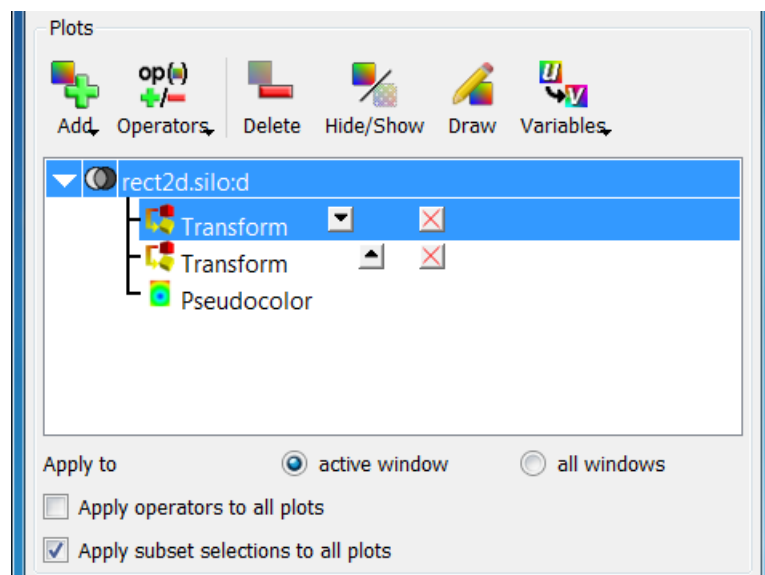 Plots
op( )
+/-
U
V
Add Operators Delete Hide/Show Draw Variables
rect2d.silo:d
Transform
Transform
Pseudocolor
Apply to active window all windows
Apply operators to all plots
Apply subset selections to all plots